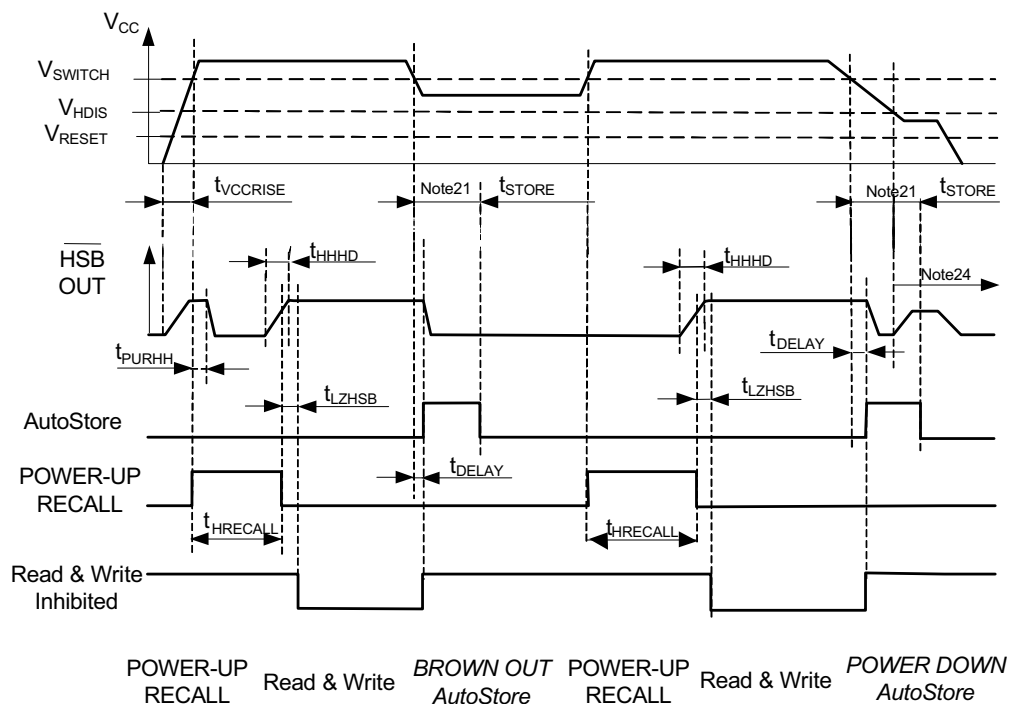 VCC
VSWITCH
VHDIS
VRESET
tVCCRISE
Note21
tSTORE
Note21
tSTORE
HSB
OUT
tHHHD
tHHHD
Note24
tPURHH
tDELAY
tLZHSB
tLZHSB
AutoStore
POWER-UP
RECALL
tDELAY
tHRECALL
tHRECALL
Read & Write
Inhibited
POWER-UP
RECALL
Read & Write
BROWN OUT
AutoStore
POWER-UP
RECALL
Read & Write
POWER DOWN
AutoStore